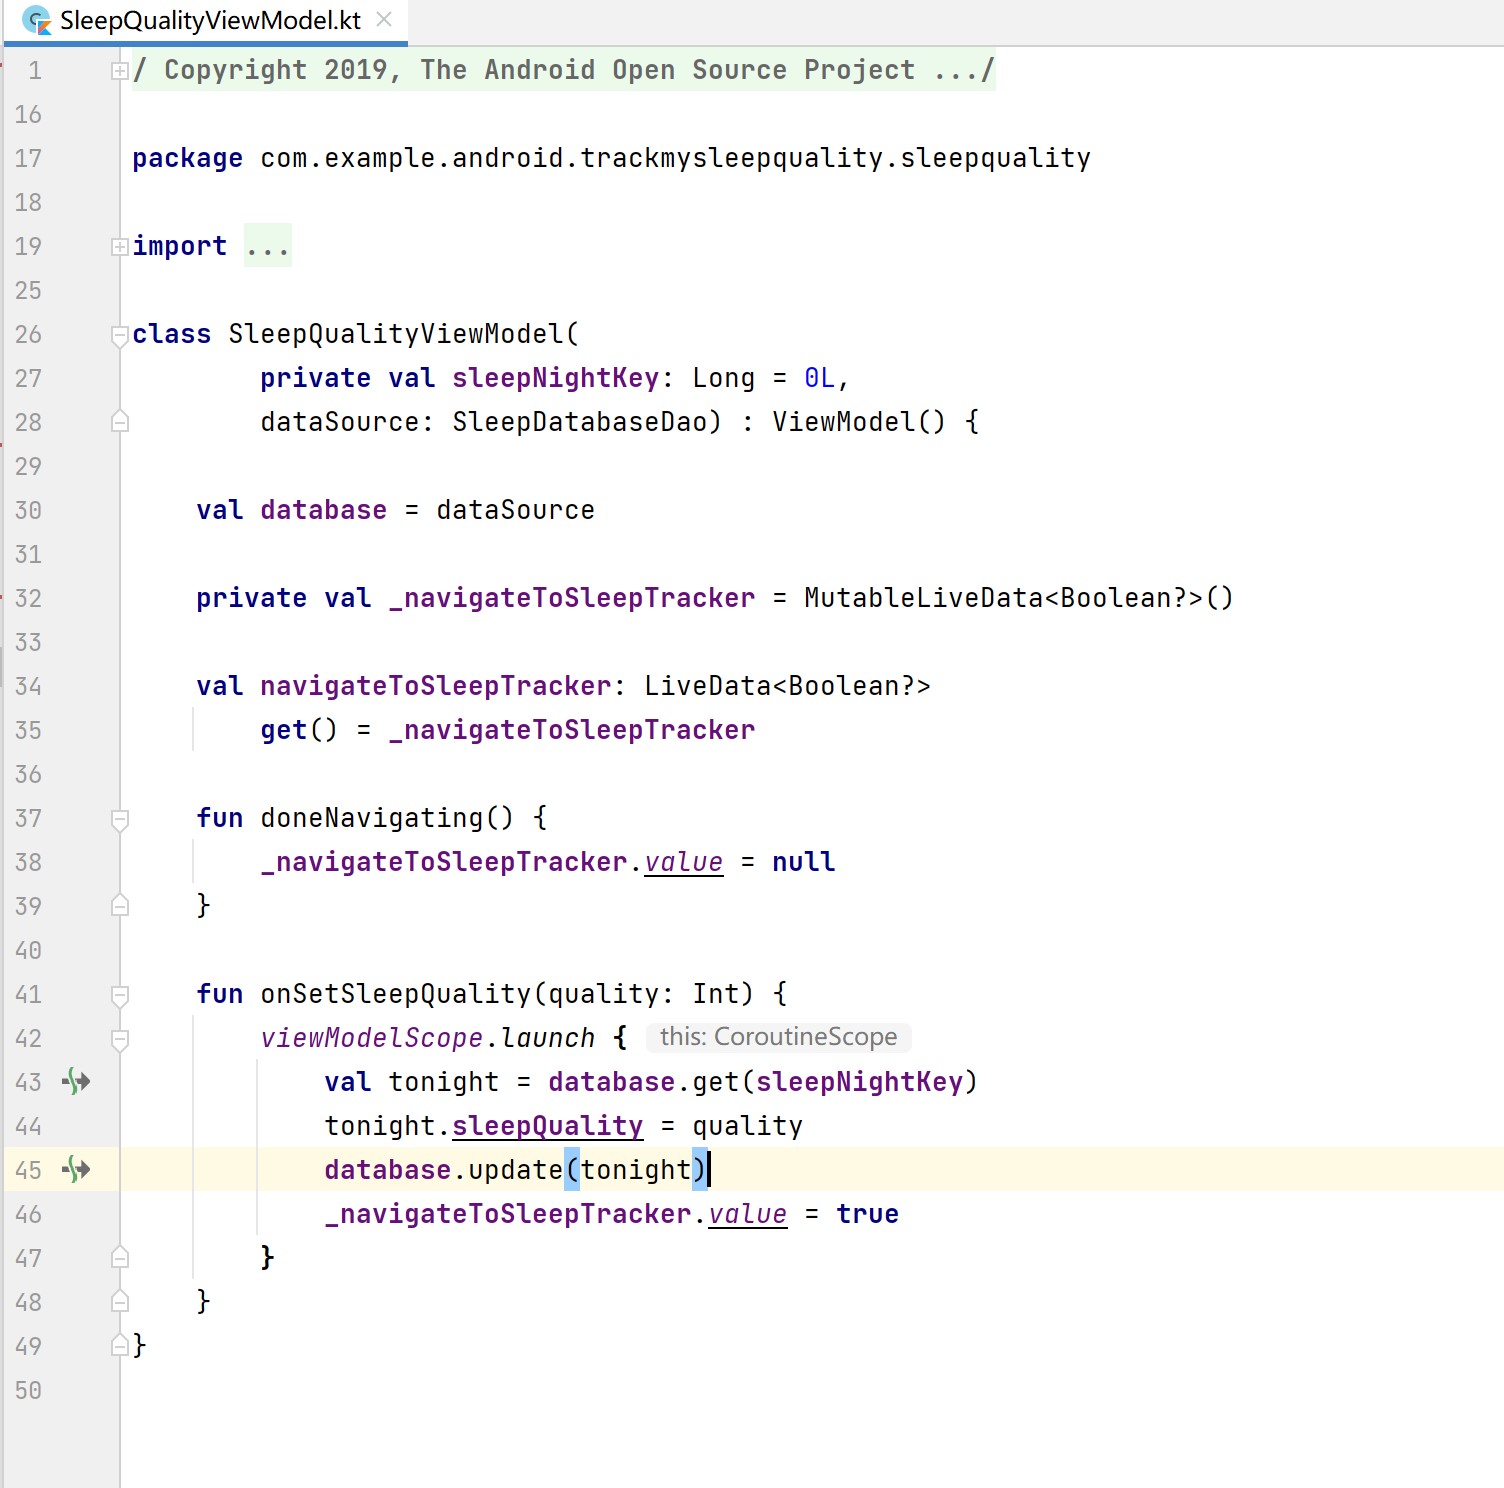 SleepQualityViewModel.kt
1 / Copyright 2019, The Android Open Source Project .../
16
17 package com.example.android.trackmysleepquality.sleepquality
18
19 import ...
25
26 class SleepQualityViewModel(
27 private val sleepNightKey: Long = 0L,
28 dataSource: SleepDatabaseDao) : ViewModel() {
29
30 val database = dataSource
31
32 private val _navigateToSleepTracker = MutableLiveData<Boolean?>()
33
34 val navigateToSleepTracker: LiveData<Boolean?>
35 get() = _navigateToSleepTracker
36
37 fun doneNavigating() {
38 _navigateToSleepTracker.value = null
39 }
40
41 fun onSetSleepQuality(quality: Int) {
42 viewModelScope.launch { this: CoroutineScope
43 val tonight = database.get(sleepNightKey)
44 tonight.sleepQuality = quality
45 database.update(tonight)
46 _navigateToSleepTracker.value = true
47 }
48 }
49 }
50